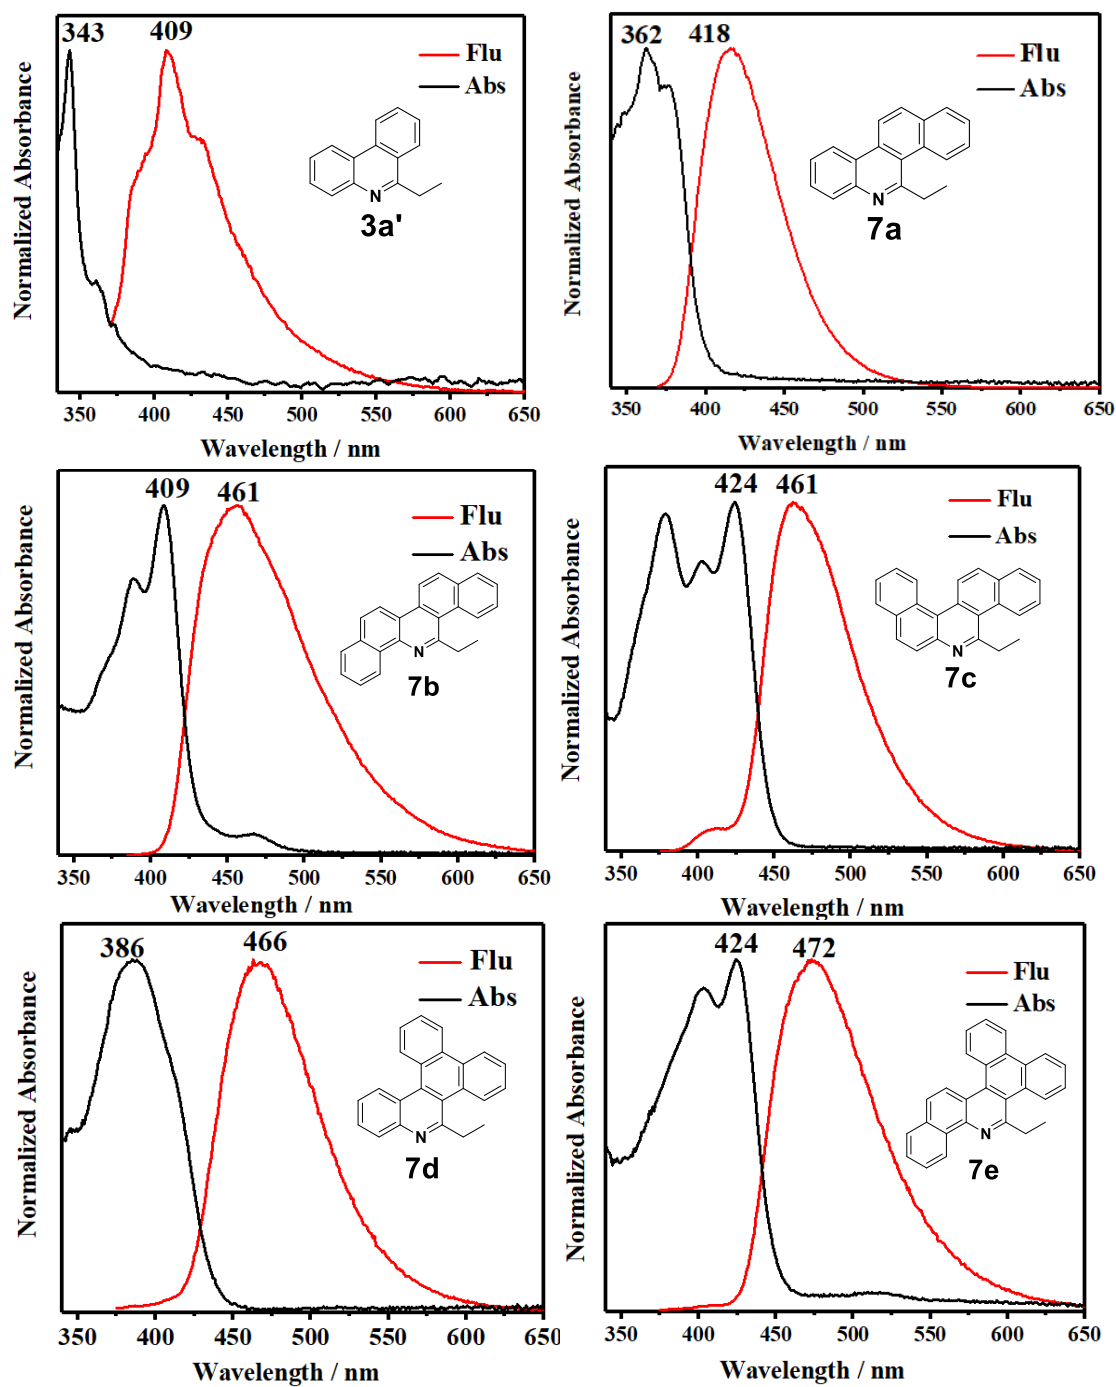 343
409
Flu
Abs
N
3a'
Normalized Absorbance
350 400 450 500 550 600 650
Wavelength / nm
362
418
Flu
Abs
N
7a
Normalized Absorbance
350 400 450 500 550 600 650
Wavelength / nm
409
461
Flu
Abs
N
7b
Normalized Absorbance
350 400 450 500 550 600 650
Wavelength / nm
424
461
Flu
Abs
N
7c
Normalized Absorbance
350 400 450 500 550 600 650
Wavelength / nm
386
466
Flu
Abs
N
7d
Normalized Absorbance
350 400 450 500 550 600 650
Wavelength / nm
424
472
Flu
Abs
N
7e
Normalized Absorbance
350 400 450 500 550 600 650
Wavelength / nm